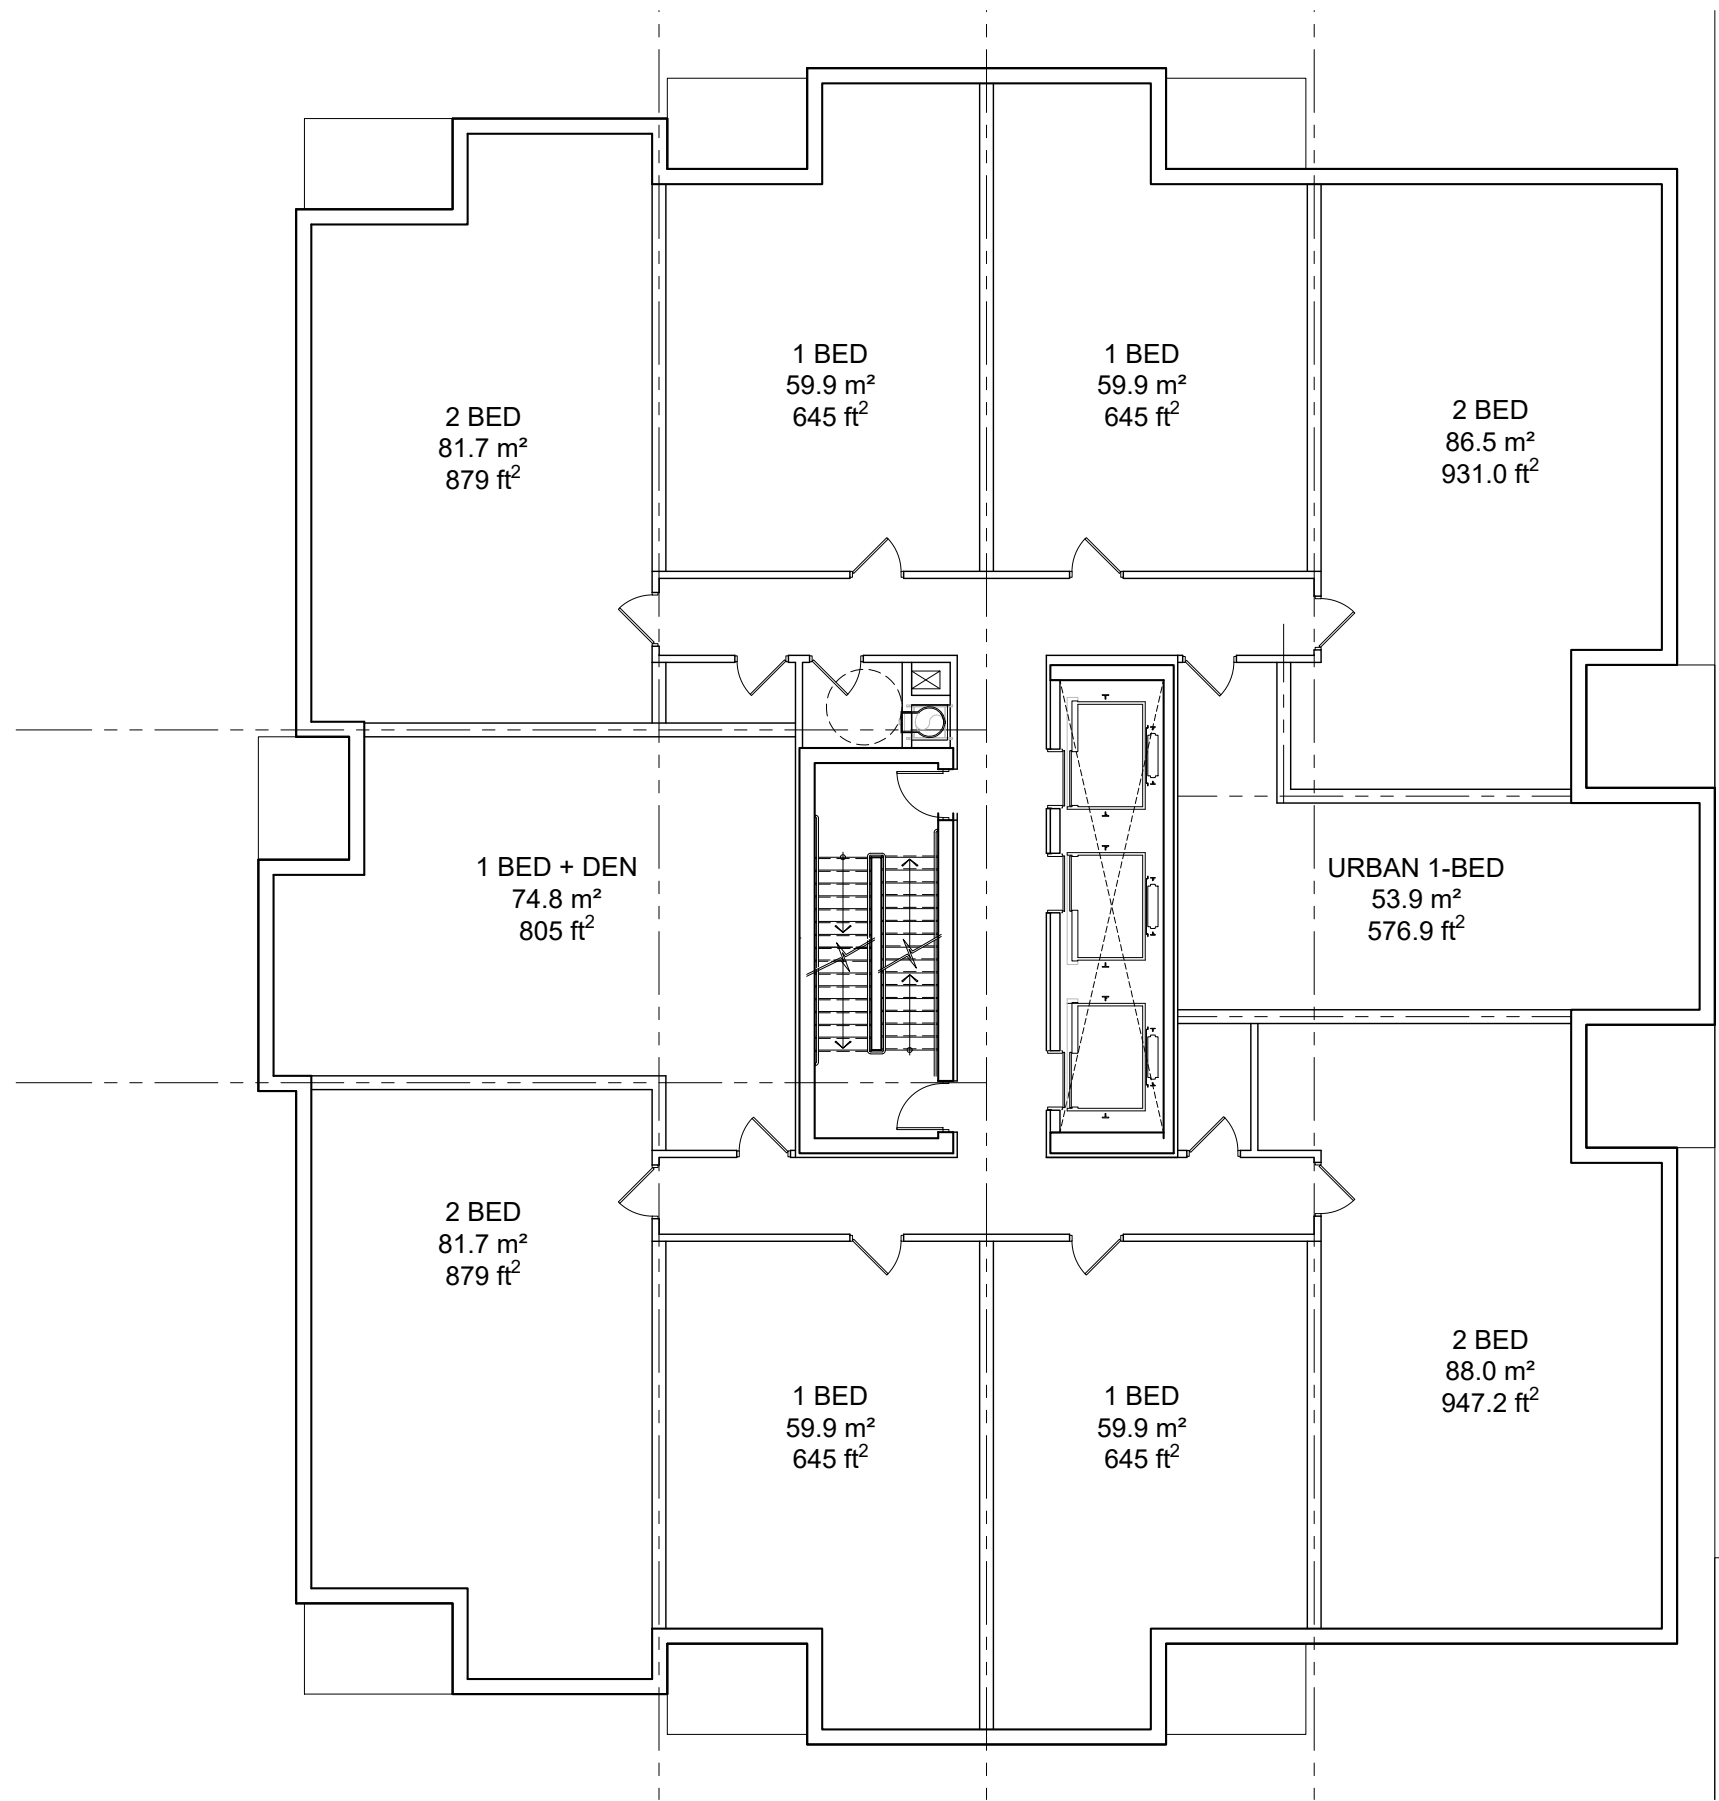 1 BED
59.9 m²
645 ft²
1 BED
59.9 m²
645 ft²
2 BED
81.7 m²
879 ft²
2 BED
86.5 m²
931.0 ft²
1 BED + DEN
74.8 m²
805 ft²
URBAN 1-BED
53.9 m²
576.9 ft²
2 BED
81.7 m²
879 ft²
1 BED
59.9 m²
645 ft²
1 BED
59.9 m²
645 ft²
2 BED
88.0 m²
947.2 ft²